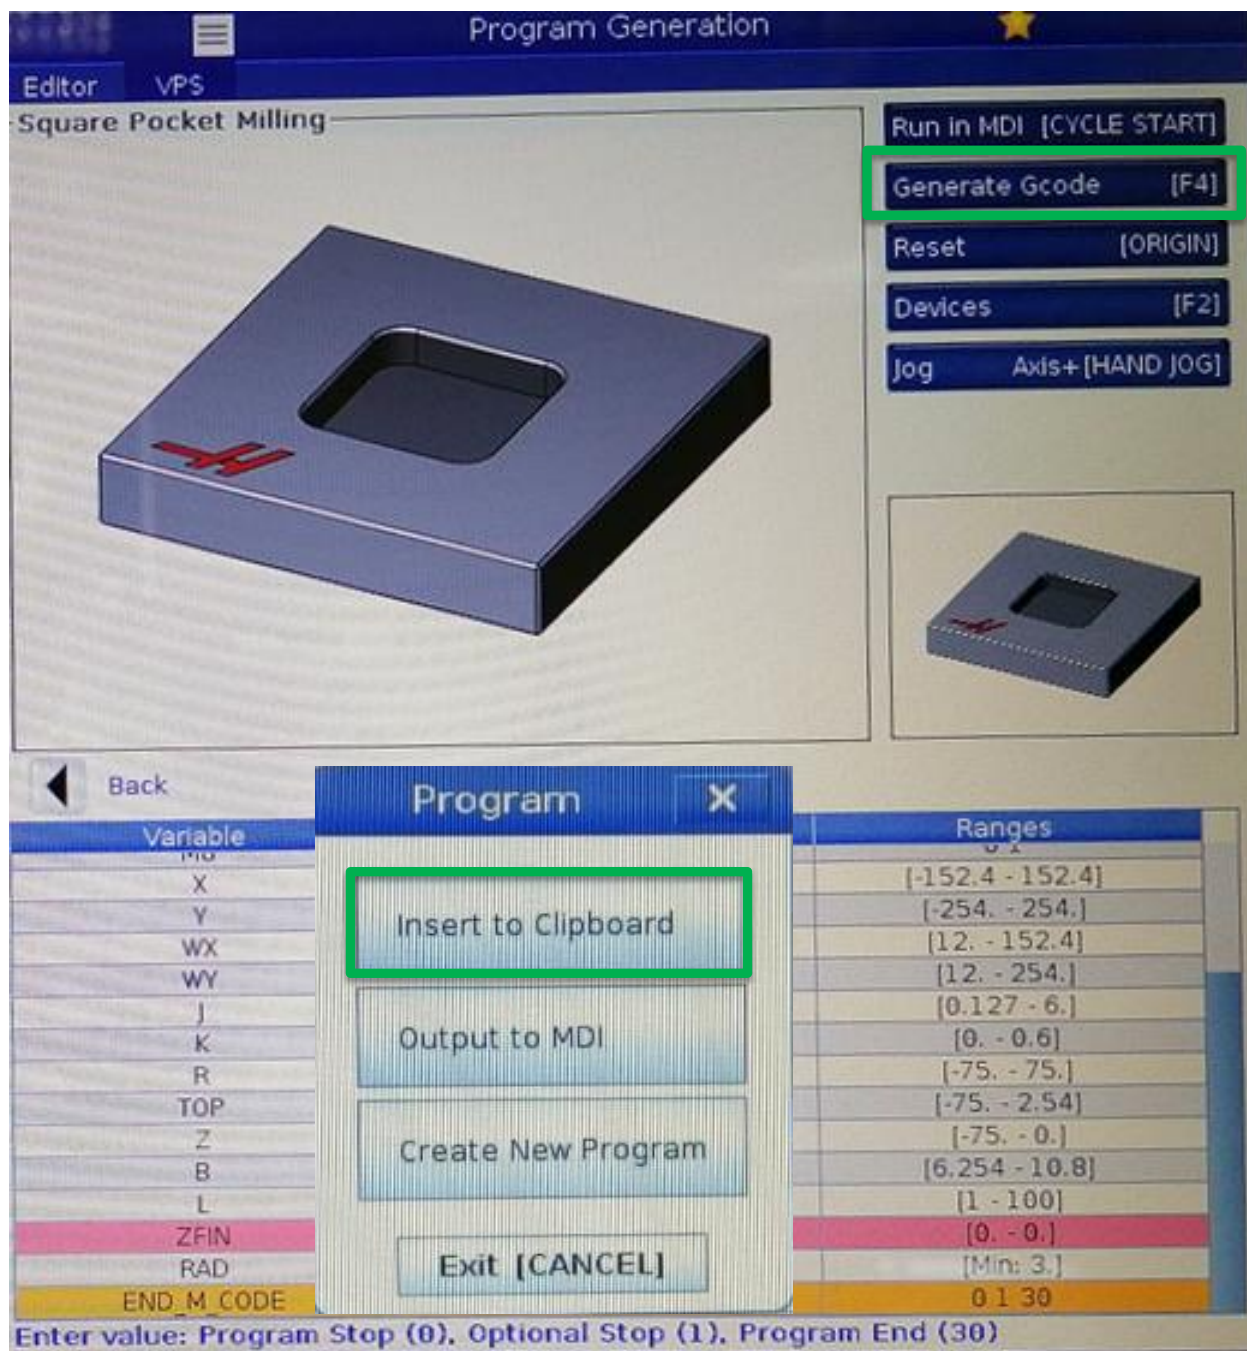 Program Generation
Editor VPS
Square Pocket Milling
Run in MDI [CYCLE START]
Generate Gcode [F4]
Reset [ORIGIN]
Devices [F2]
Jog Axis+[HAND JOG]
Back
Program X
Variable Ranges
X [-152.4 - 152.4]
Insert to Clipboard
Y [-254. - 254.]
WX [12. - 152.4]
WY [12. - 254.]
J [0.127 - 6.]
Output to MDI
K [0. - 0.6]
R [-75. - 75.]
TOP [-75. - 2.54]
Z [-75. - 0.]
Create New Program
B [6.254 - 10.8]
L [1 - 100]
ZFIN [0. - 0.]
RAD [Min: 3.]
Exit [CANCEL]
END_M_CODE 0 1 30
Enter value: Program Stop (0), Optional Stop (1), Program End (30)